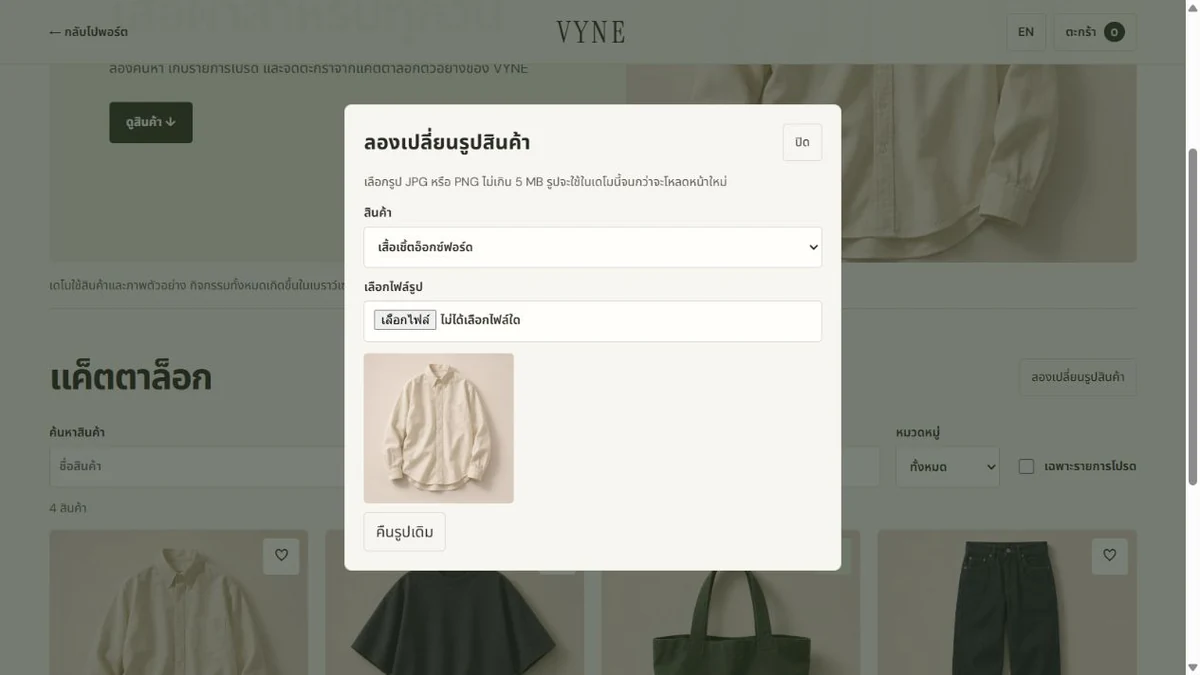 ← กลับไปพอร์ต
VYNE
EN
ตะกร้า 0
ลองค้นหา เก็บรายการโปรด และจัดตะกร้าจากแค็ตตาล็อกตัวอย่างของ VYNE
ดูสินค้า ↓
ลองเปลี่ยนรูปสินค้า
ปิด
เลือกรูป JPG หรือ PNG ไม่เกิน 5 MB รูปจะใช้ในเดโมนี้จนกว่าจะโหลดหน้าใหม่
สินค้า
เสื้อเชิ้ตอ็อกซ์ฟอร์ด
เลือกไฟล์รูป
เลือกไฟล์ ไม่ได้เลือกไฟล์ใด
คืนรูปเดิม
เดโมใช้สินค้าและภาพตัวอย่าง กิจกรรมทั้งหมดเกิดขึ้นในเบราว์เ
แค็ตตาล็อก
ลองเปลี่ยนรูปสินค้า
ค้นหาสินค้า
ชื่อสินค้า
หมวดหมู่
ทั้งหมด
เฉพาะรายการโปรด
4 สินค้า